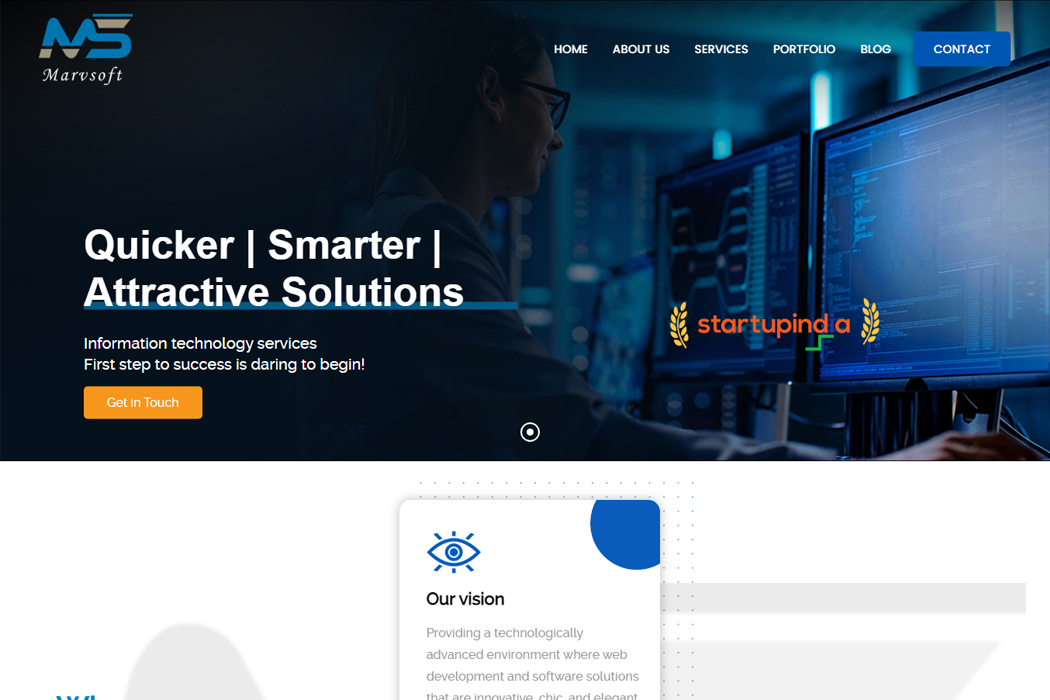 MS
Marvsoft
HOME ABOUT US SERVICES PORTFOLIO BLOG CONTACT
Quicker | Smarter |
Attractive Solutions
Information technology services
First step to success is daring to begin!
Get in Touch
startupind a
Our vision
Providing a technologically
advanced environment where web
development and software solutions
that are innovative, chic, and elegant